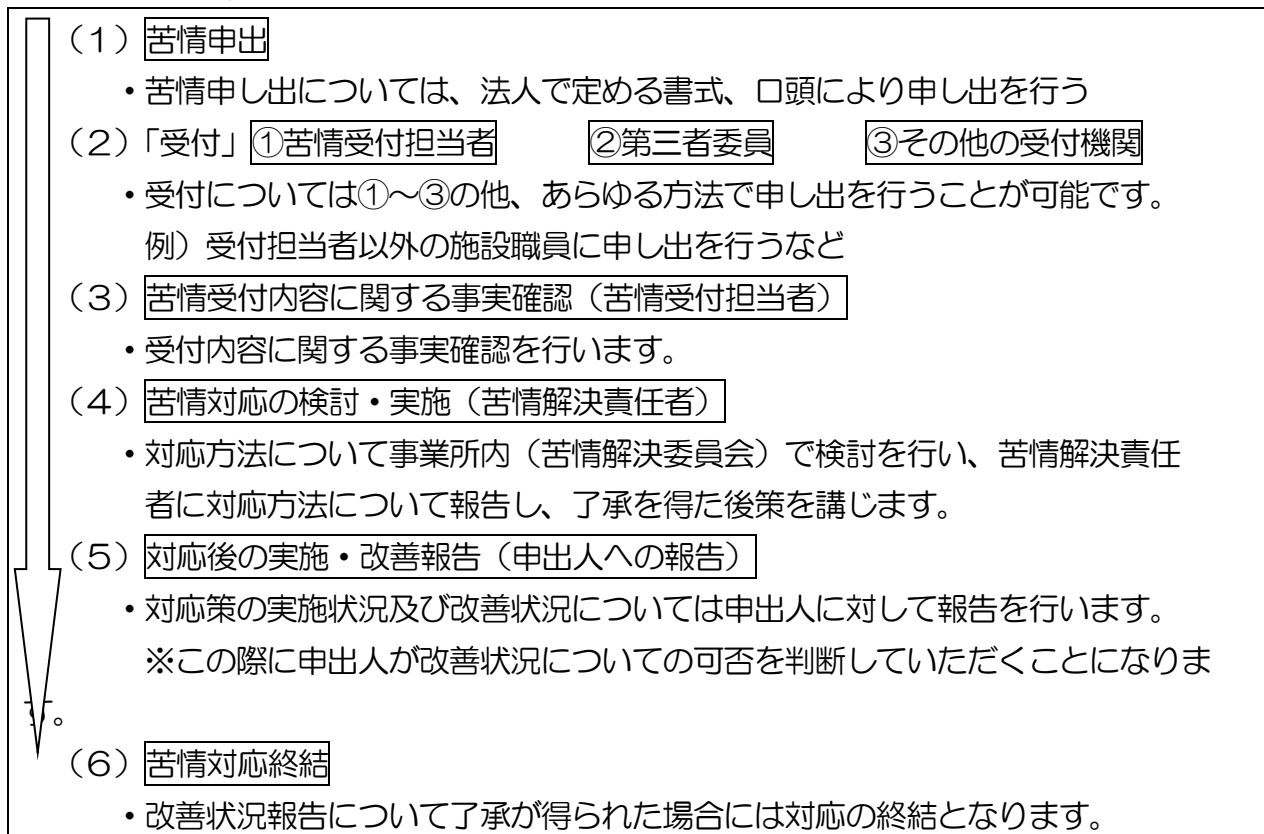 （１）苦情申出
・苦情申し出については、法人で定める書式、口頭により申し出を行う
（２）「受付」①苦情受付担当者　②第三者委員　③その他の受付機関
・受付については①～③の他、あらゆる方法で申し出を行うことが可能です。
例）受付担当者以外の施設職員に申し出を行うなど
（３）苦情受付内容に関する事実確認（苦情受付担当者）
・受付内容に関する事実確認を行います。
（４）苦情対応の検討・実施（苦情解決責任者）
・対応方法について事業所内（苦情解決委員会）で検討を行い、苦情解決責任
者に対応方法について報告し、了承を得た後策を講じます。
（５）対応後の実施・改善報告（申出人への報告）
・対応策の実施状況及び改善状況については申出人に対して報告を行います。
※この際に申出人が改善状況についての可否を判断していただくことになりま
す。
（６）苦情対応終結
・改善状況報告について了承が得られた場合には対応の終結となります。